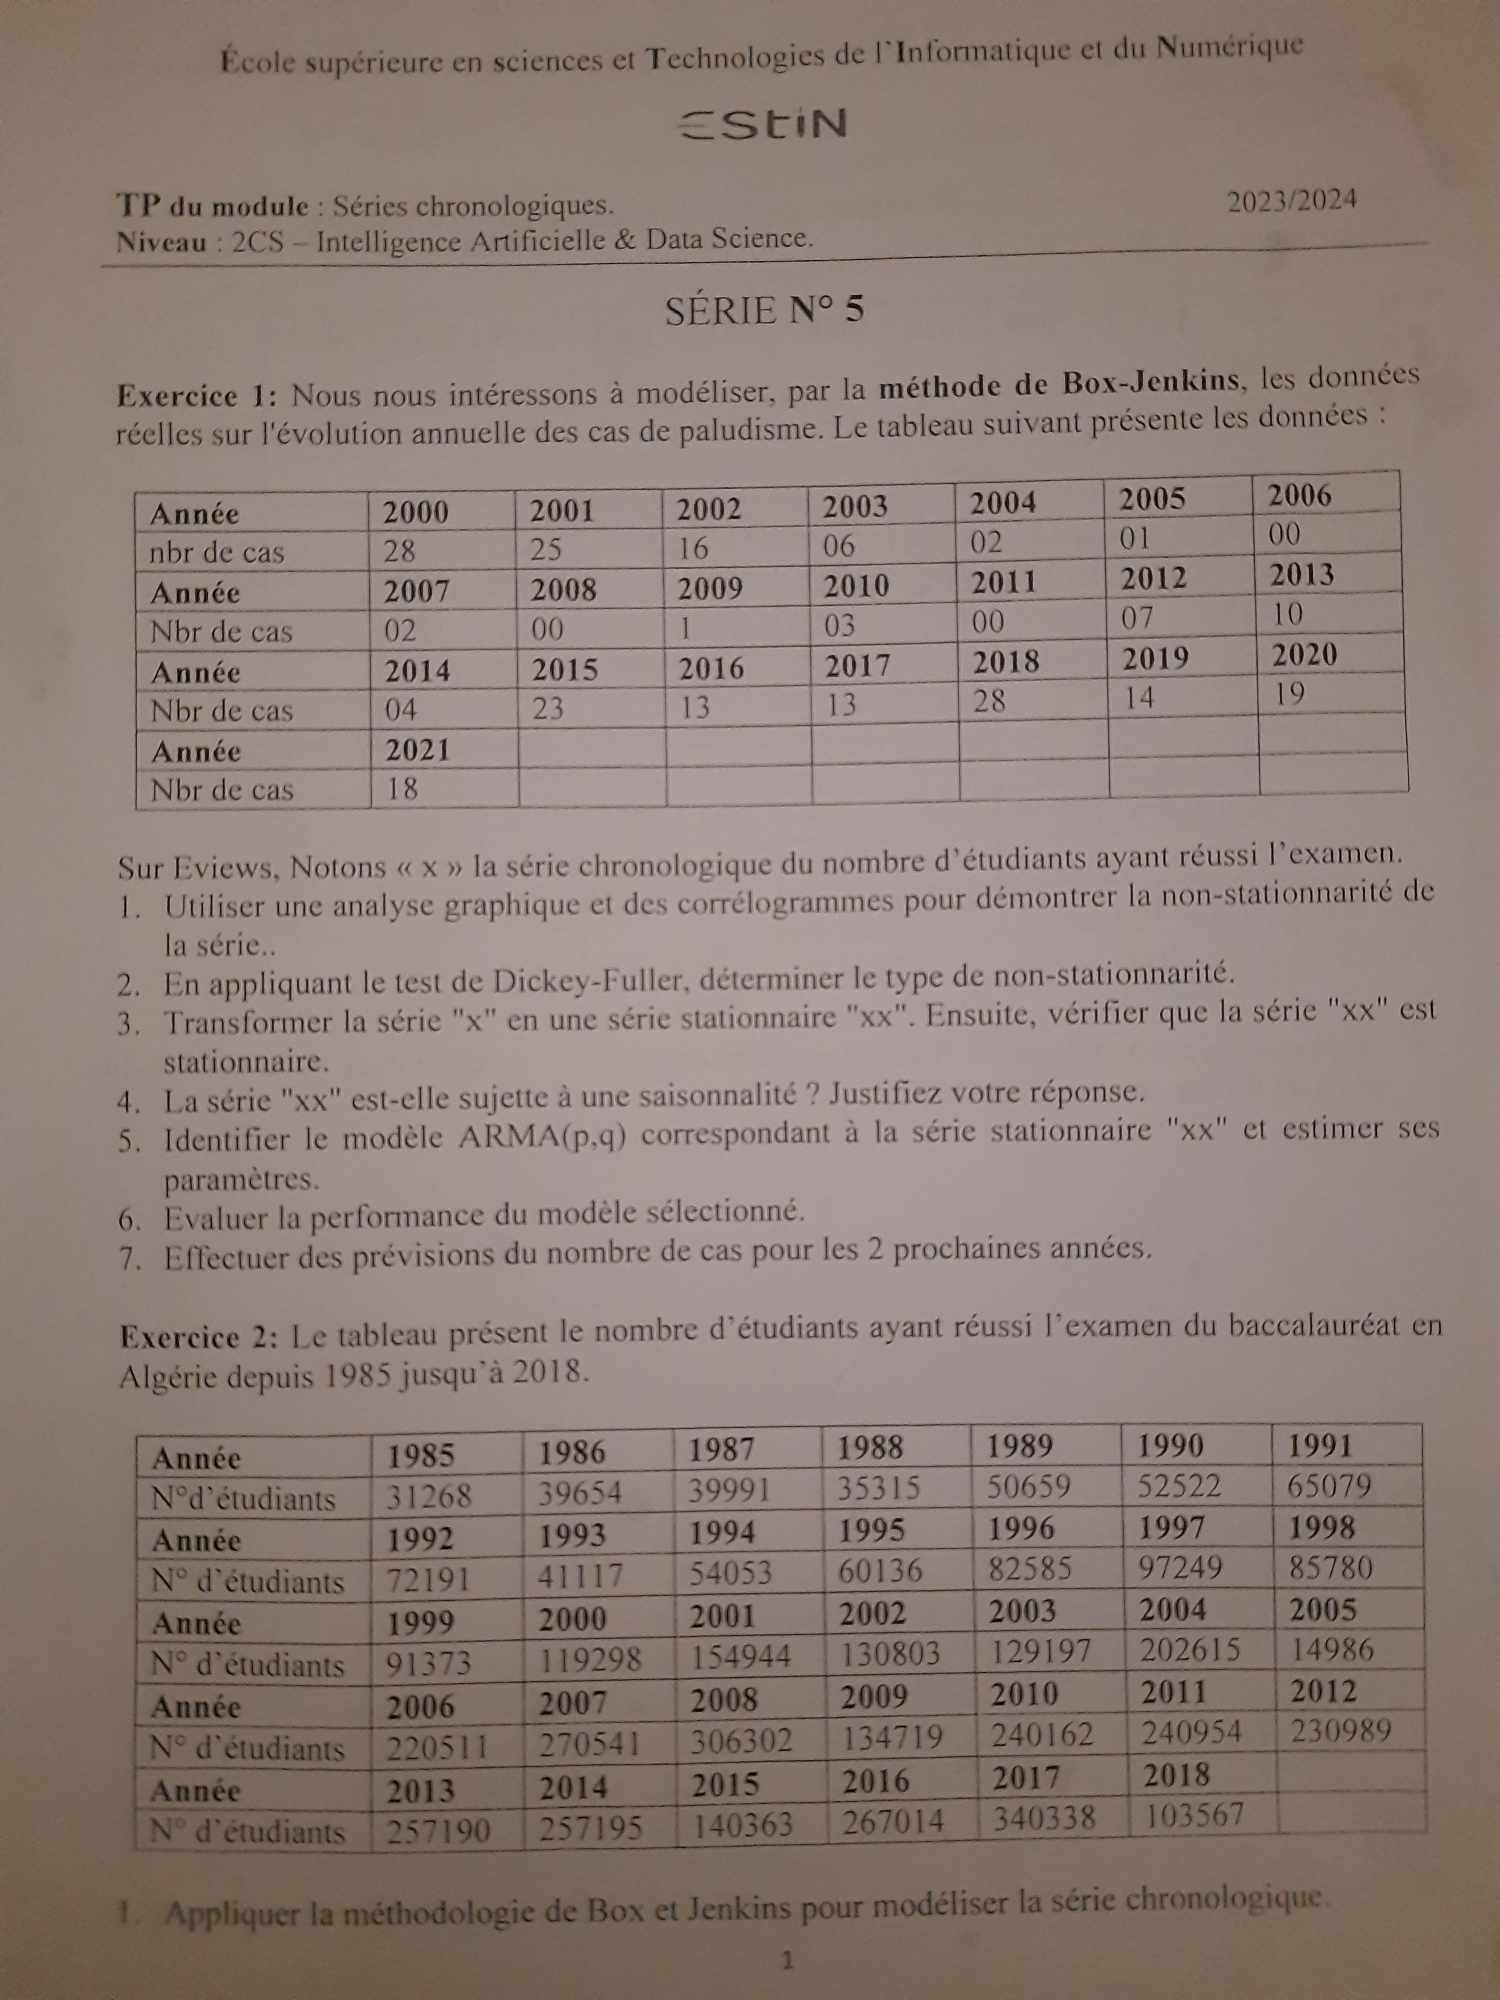 École supérieure en sciences et Technologies de l'Informatique et du Numérique
EStiN
TP du module : Séries chronologiques. 2023/2024
Niveau : 2CS – Intelligence Artificielle & Data Science.
SÉRIE N° 5
Exercice 1: Nous nous intéressons à modéliser, par la méthode de Box-Jenkins, les données
réelles sur l'évolution annuelle des cas de paludisme. Le tableau suivant présente les données :
Année 2000 2001 2002 2003 2004 2005 2006
nbr de cas 28 25 16 06 02 01 00
Année 2007 2008 2009 2010 2011 2012 2013
Nbr de cas 02 00 1 03 00 07 10
Année 2014 2015 2016 2017 2018 2019 2020
Nbr de cas 04 23 13 13 28 14 19
Année 2021
Nbr de cas 18
Sur Eviews, Notons « x » la série chronologique du nombre d'étudiants ayant réussi l'examen.
1. Utiliser une analyse graphique et des corrélogrammes pour démontrer la non-stationnarité de
la série..
2. En appliquant le test de Dickey-Fuller, déterminer le type de non-stationnarité.
3. Transformer la série "x" en une série stationnaire "xx". Ensuite, vérifier que la série "xx" est
stationnaire.
4. La série "xx" est-elle sujette à une saisonnalité ? Justifiez votre réponse.
5. Identifier le modèle ARMA(p,q) correspondant à la série stationnaire "xx" et estimer ses
paramètres.
6. Evaluer la performance du modèle sélectionné.
7. Effectuer des prévisions du nombre de cas pour les 2 prochaines années.
Exercice 2: Le tableau présent le nombre d'étudiants ayant réussi l'examen du baccalauréat en
Algérie depuis 1985 jusqu'à 2018.
Année 1985 1986 1987 1988 1989 1990 1991
N°d'étudiants 31268 39654 39991 35315 50659 52522 65079
Année 1992 1993 1994 1995 1996 1997 1998
N° d'étudiants 72191 41117 54053 60136 82585 97249 85780
Année 1999 2000 2001 2002 2003 2004 2005
N° d'étudiants 91373 119298 154944 130803 129197 202615 14986
Année 2006 2007 2008 2009 2010 2011 2012
N° d'étudiants 220511 270541 306302 134719 240162 240954 230989
Année 2013 2014 2015 2016 2017 2018
N° d'étudiants 257190 257195 140363 267014 340338 103567
1. Appliquer la méthodologie de Box et Jenkins pour modéliser la série chronologique.
1